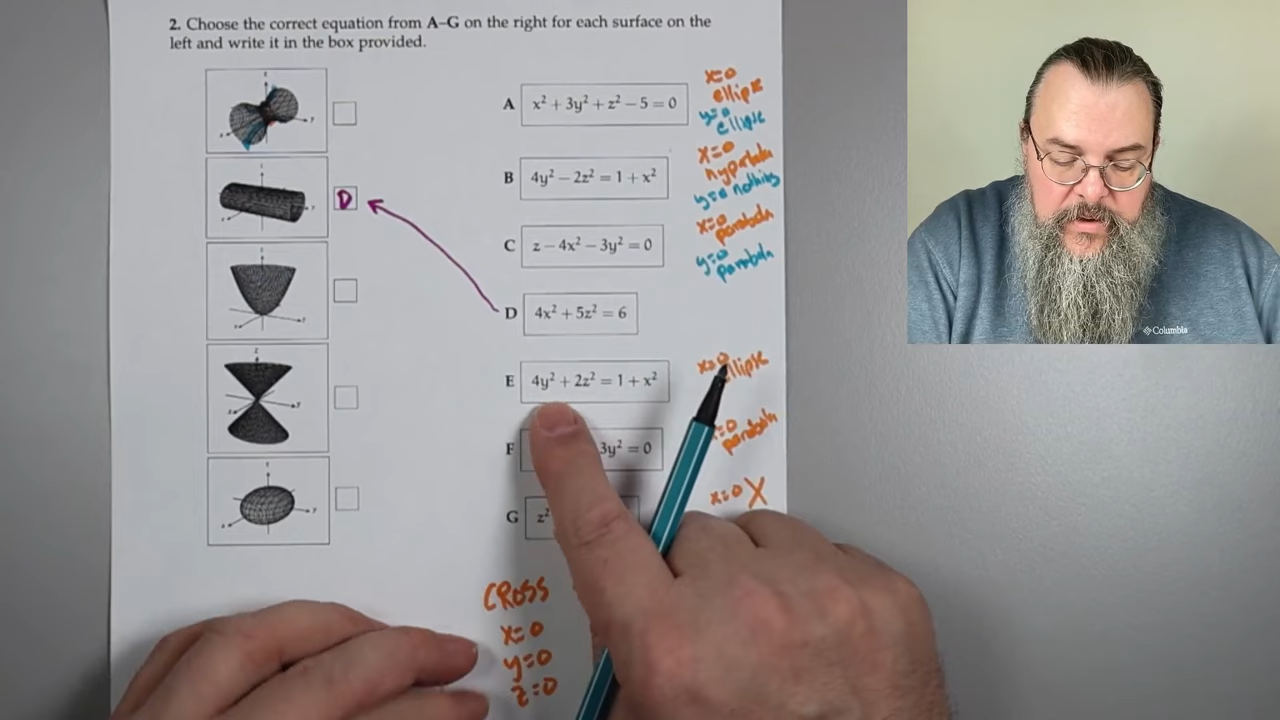 2. Choose the correct equation from A–G on the right for each surface on the
left and write it in the box provided.
A x² + 3y² + z² − 5 = 0
x=0
ellipse
y=0
ellipse
B 4y² − 2z² = 1 + x²
x=0
hyperbola
y=0 nothing
D
C z − 4x² − 3y² = 0
x=0
parabola
y=0
parabola
D 4x² + 5z² = 6
E 4y² + 2z² = 1 + x²
x=0
ellipse
F 3y² = 0
=0
parabola
G z²
x=0 X
CROSS
x=0
y=0
z=0
Columbia